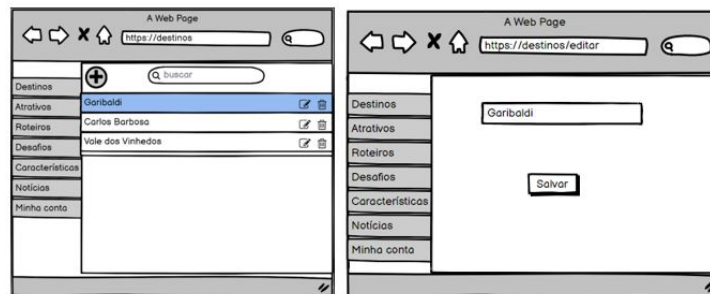 A Web Page
https://destinos
buscar
Destinos
Atrativos
Roteiros
Desafios
Características
Notícias
Minha conta
Garibaldi
Carlos Barbosa
Vale dos Vinhedos
A Web Page
https://destinos/editar
Destinos
Atrativos
Roteiros
Desafios
Características
Notícias
Minha conta
Garibaldi
Salvar